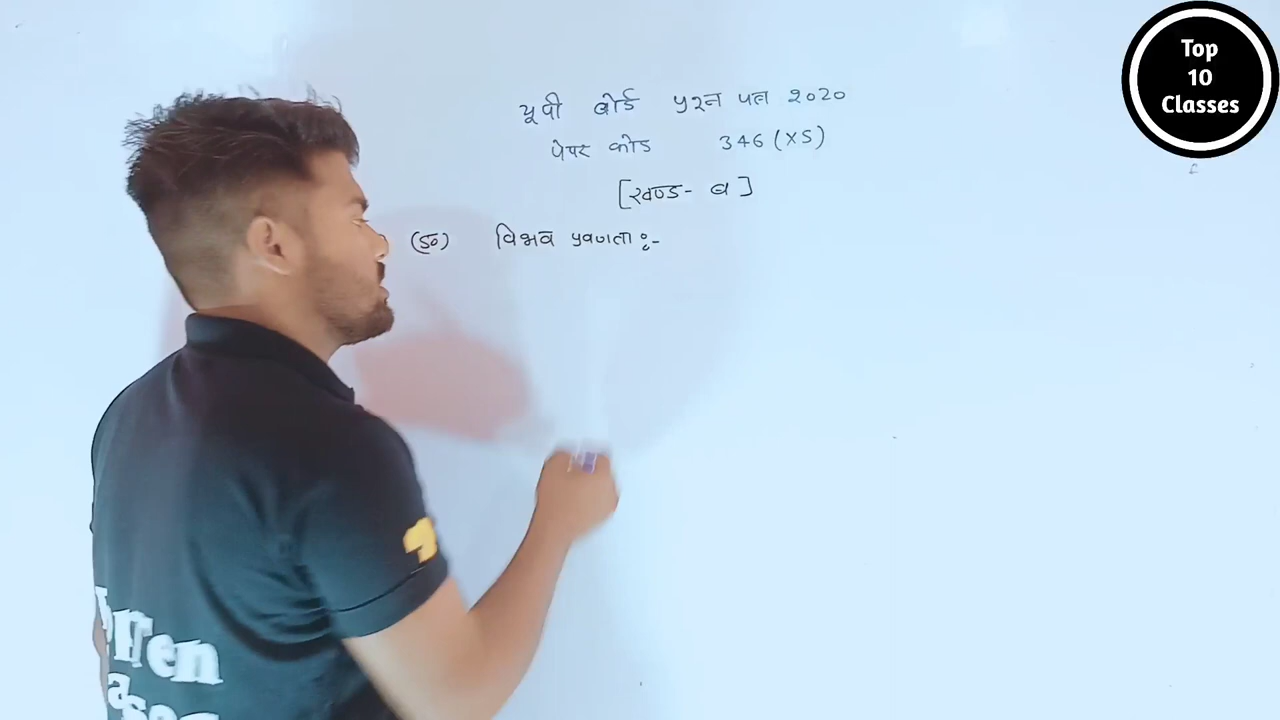 Top
10
Classes
यूपी बोर्ड प्रश्न पत्र 2020
पेपर कोड 346 (XS)
[खण्ड- ब]
(ङ) विभव प्रवणता :-